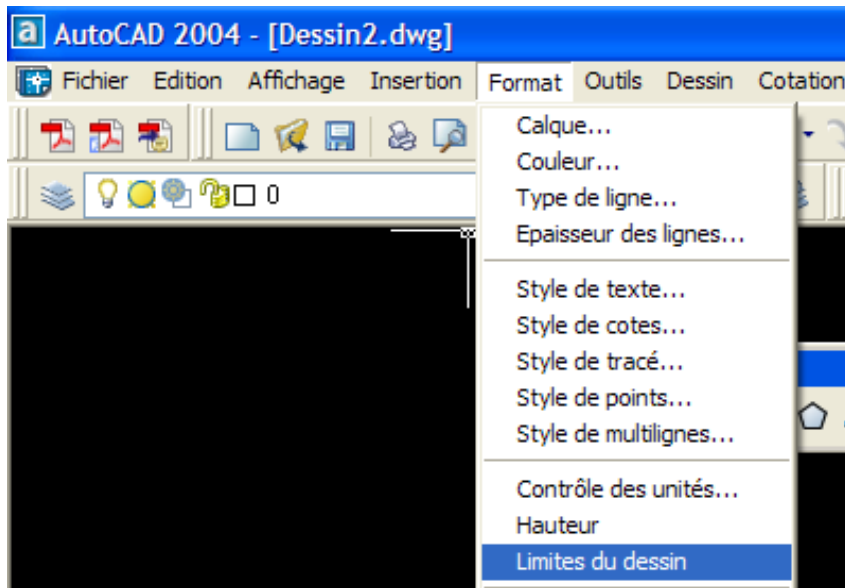 AutoCAD 2004 - [Dessin2.dwg]
Fichier Edition Affichage Insertion Format Outils Dessin Cotation
0
Calque...
Couleur...
Type de ligne...
Epaisseur des lignes...
Style de texte...
Style de cotes...
Style de tracé...
Style de points...
Style de multilignes...
Contrôle des unités...
Hauteur
Limites du dessin